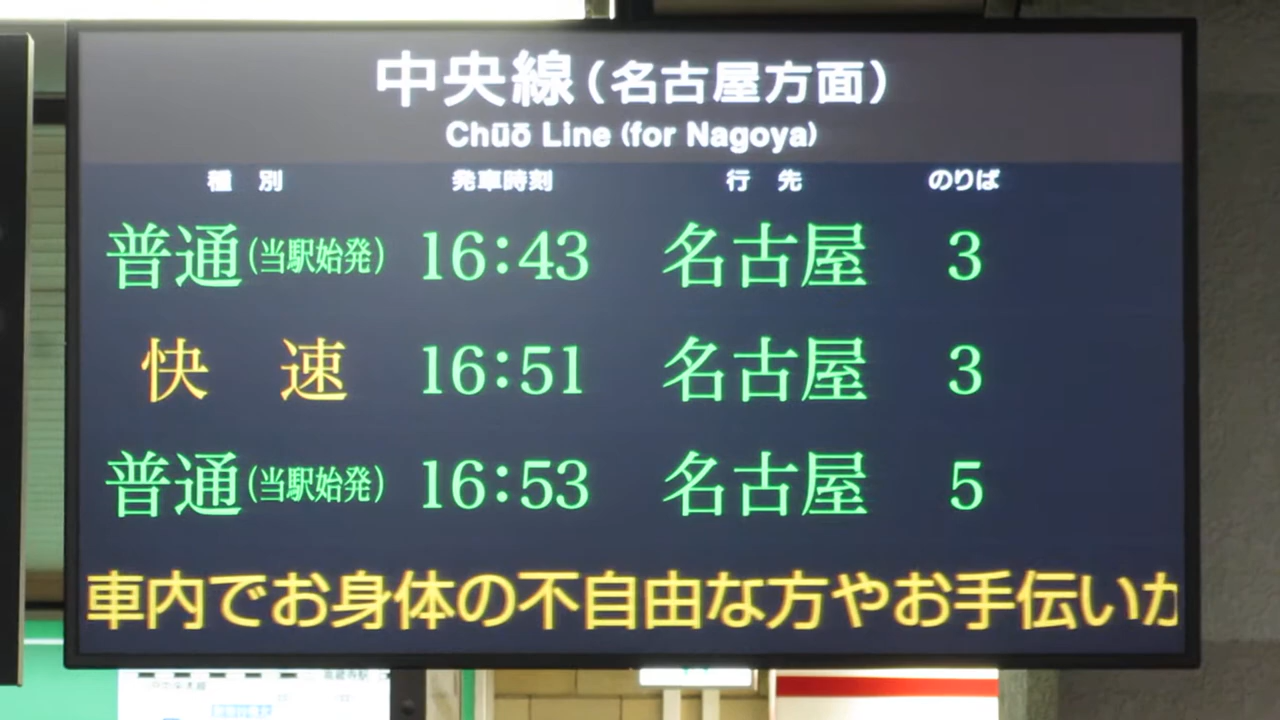 中央線(名古屋方面)
Chūō Line (for Nagoya)
種別 発車時刻 行先 のりば
普通(当駅始発) 16:43 名古屋 3
快速 16:51 名古屋 3
普通(当駅始発) 16:53 名古屋 5
車内でお身体の不自由な方やお手伝いが